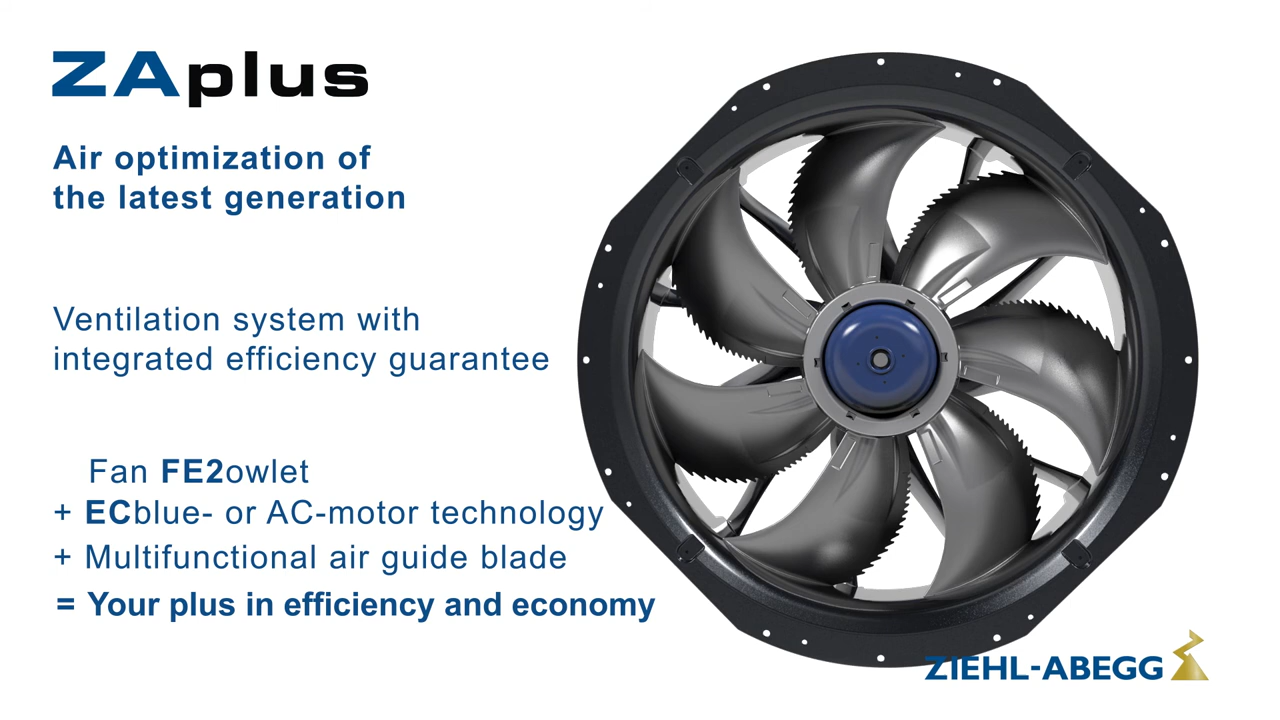 ZAplus
Air optimization of
the latest generation
Ventilation system with
integrated efficiency guarantee
Fan FE2owlet
+ ECblue- or AC-motor technology
+ Multifunctional air guide blade
= Your plus in efficiency and economy
ZIEHL-ABEGG